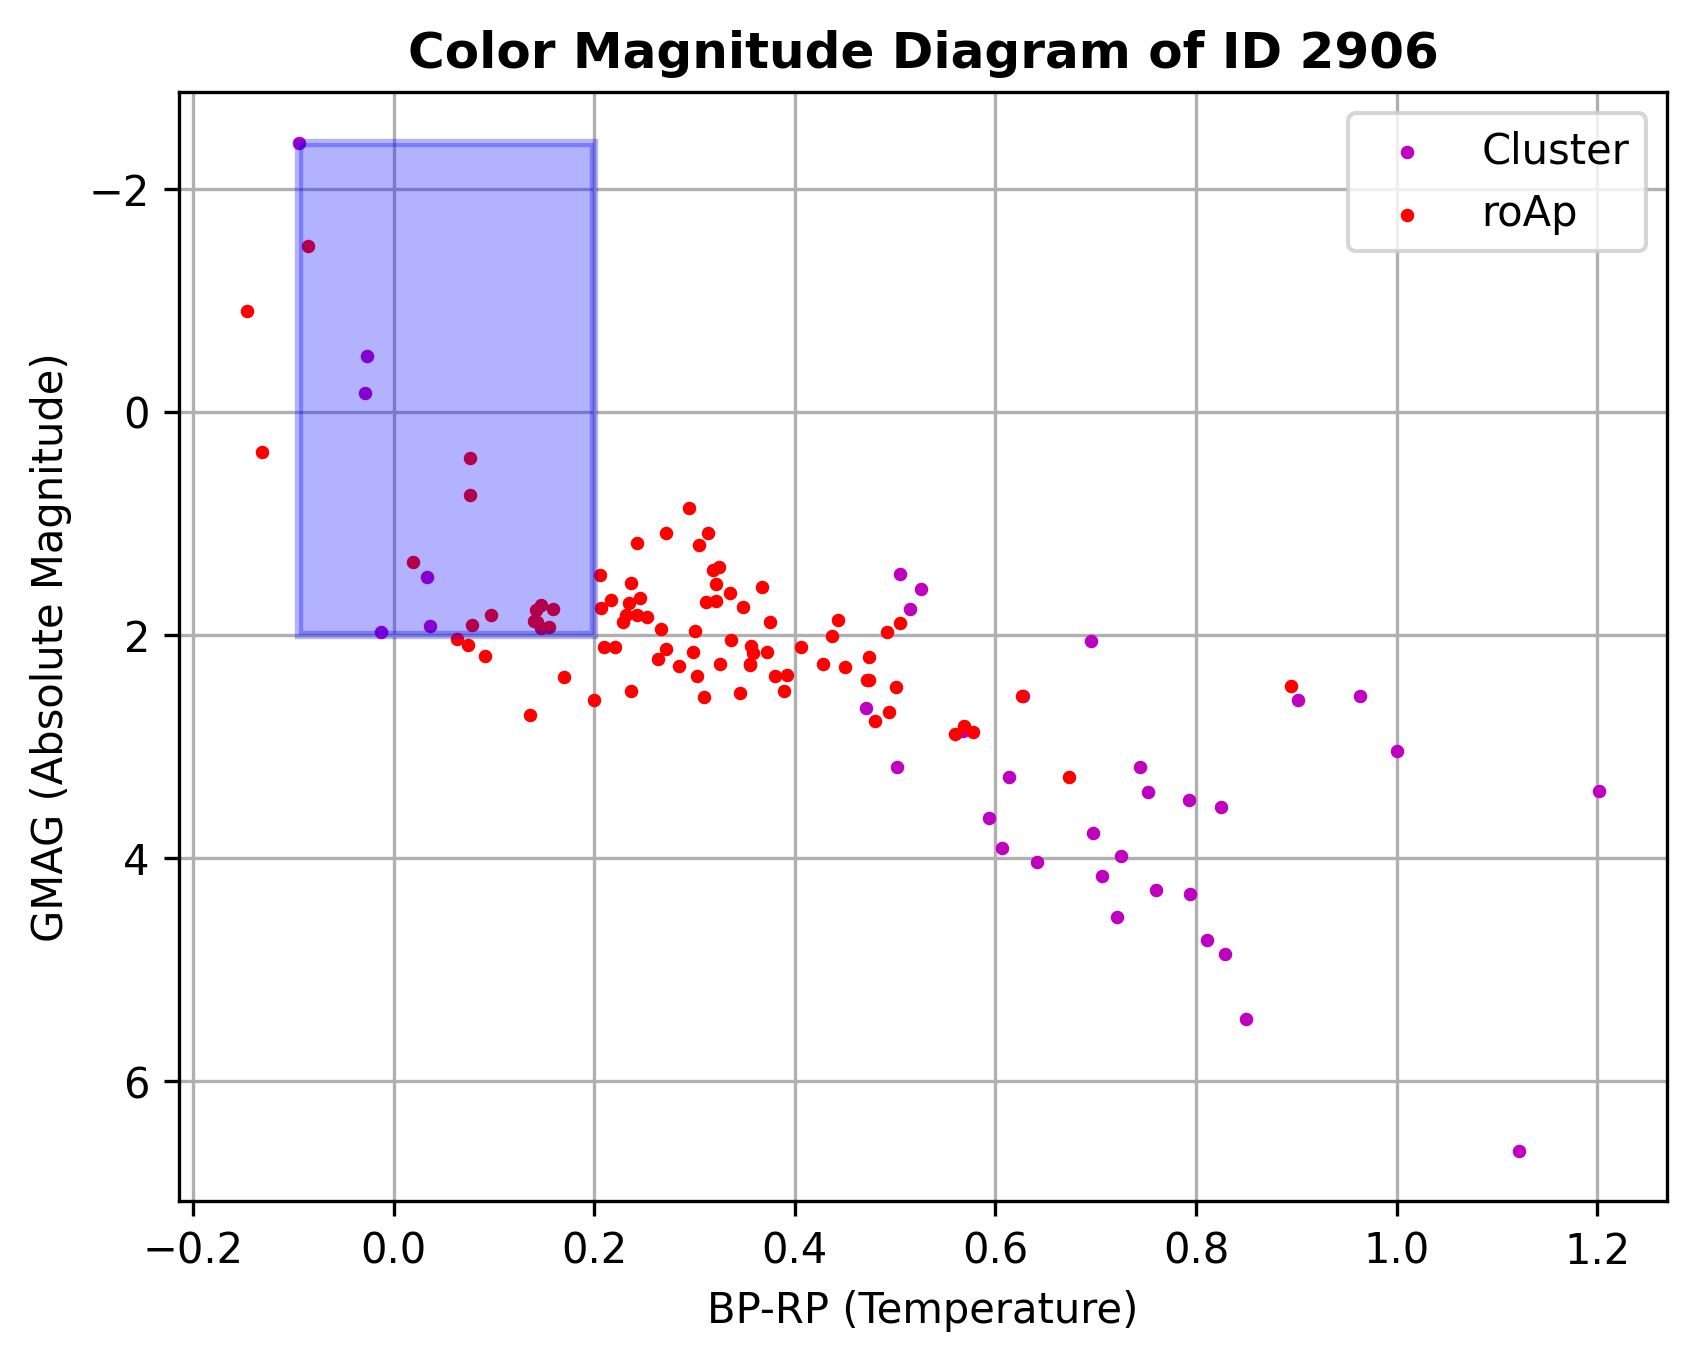 Color Magnitude Diagram of ID 2906
Cluster
roAp
−2
0
2
4
6
GMAG (Absolute Magnitude)
−0.2 0.0 0.2 0.4 0.6 0.8 1.0 1.2
BP-RP (Temperature)